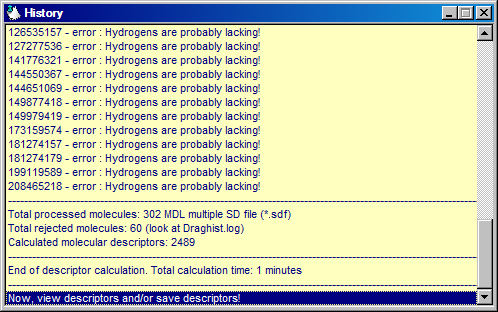 History
126535157 - error : Hydrogens are probably lacking!
127277536 - error : Hydrogens are probably lacking!
141776321 - error : Hydrogens are probably lacking!
144550367 - error : Hydrogens are probably lacking!
144651069 - error : Hydrogens are probably lacking!
149877418 - error : Hydrogens are probably lacking!
149979419 - error : Hydrogens are probably lacking!
173159574 - error : Hydrogens are probably lacking!
181274157 - error : Hydrogens are probably lacking!
181274179 - error : Hydrogens are probably lacking!
199119589 - error : Hydrogens are probably lacking!
208465218 - error : Hydrogens are probably lacking!
Total processed molecules: 302 MDL multiple SD file (*.sdf)
Total rejected molecules: 60 (look at Draghist.log)
Calculated molecular descriptors: 2489
End of descriptor calculation. Total calculation time: 1 minutes
Now, view descriptors and/or save descriptors!